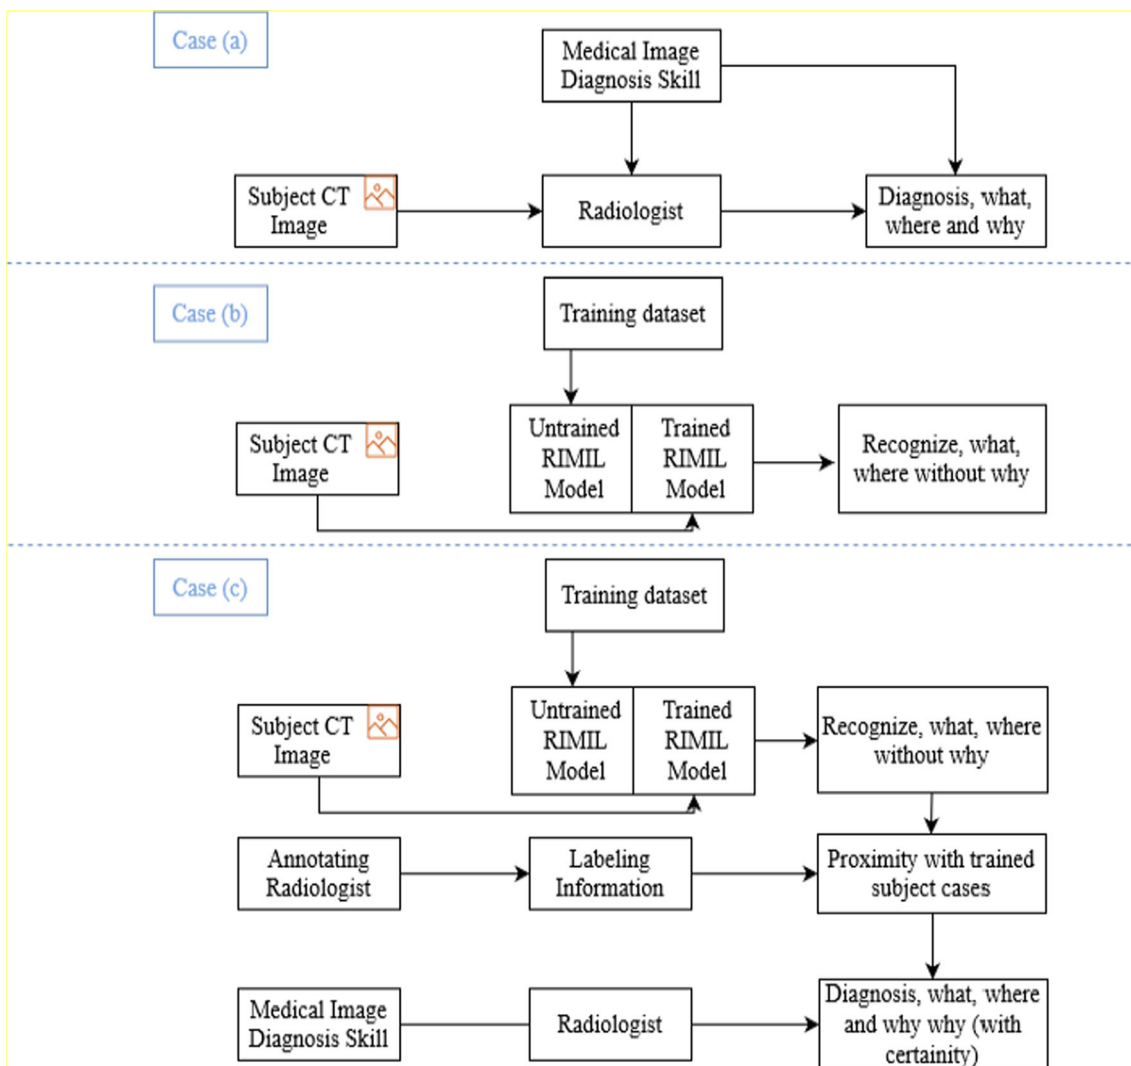 Case (a)
Medical Image
Diagnosis Skill
Subject CT
Image
Radiologist
Diagnosis, what,
where and why
Case (b)
Training dataset
Subject CT
Image
Untrained
RIMIL
Model
Trained
RIMIL
Model
Recognize, what,
where without why
Case (c)
Training dataset
Subject CT
Image
Untrained
RIMIL
Model
Trained
RIMIL
Model
Recognize, what, where
without why
Annotating
Radiologist
Labeling
Information
Proximity with trained
subject cases
Medical Image
Diagnosis Skill
Radiologist
Diagnosis, what, where
and why why (with
certainity)